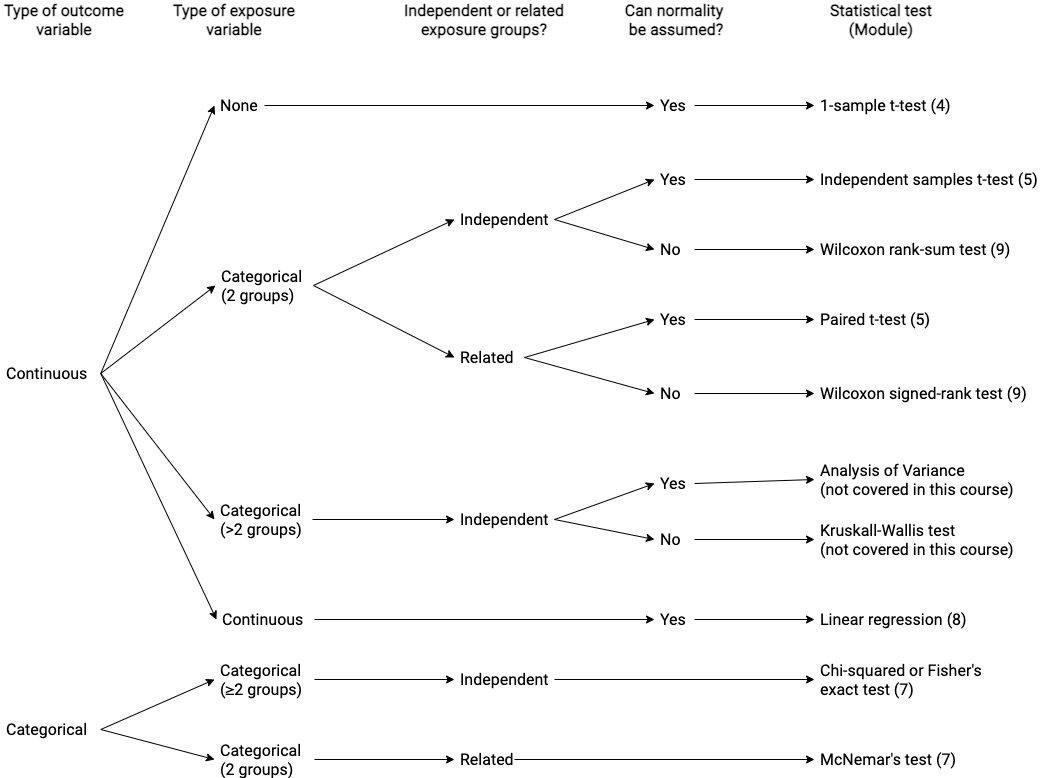 Type of outcome
variable
Type of exposure
variable
Independent or related
exposure groups?
Can normality
be assumed?
Statistical test
(Module)
None
Yes
1-sample t-test (4)
Yes
Independent samples t-test (5)
Independent
No
Wilcoxon rank-sum test (9)
Categorical
(2 groups)
Yes
Paired t-test (5)
Related
No
Wilcoxon signed-rank test (9)
Continuous
Categorical
(>2 groups)
Independent
Yes
Analysis of Variance
(not covered in this course)
No
Kruskall-Wallis test
(not covered in this course)
Continuous
Yes
Linear regression (8)
Categorical
(≥2 groups)
Independent
Chi-squared or Fisher's
exact test (7)
Categorical
Categorical
(2 groups)
Related
McNemar's test (7)